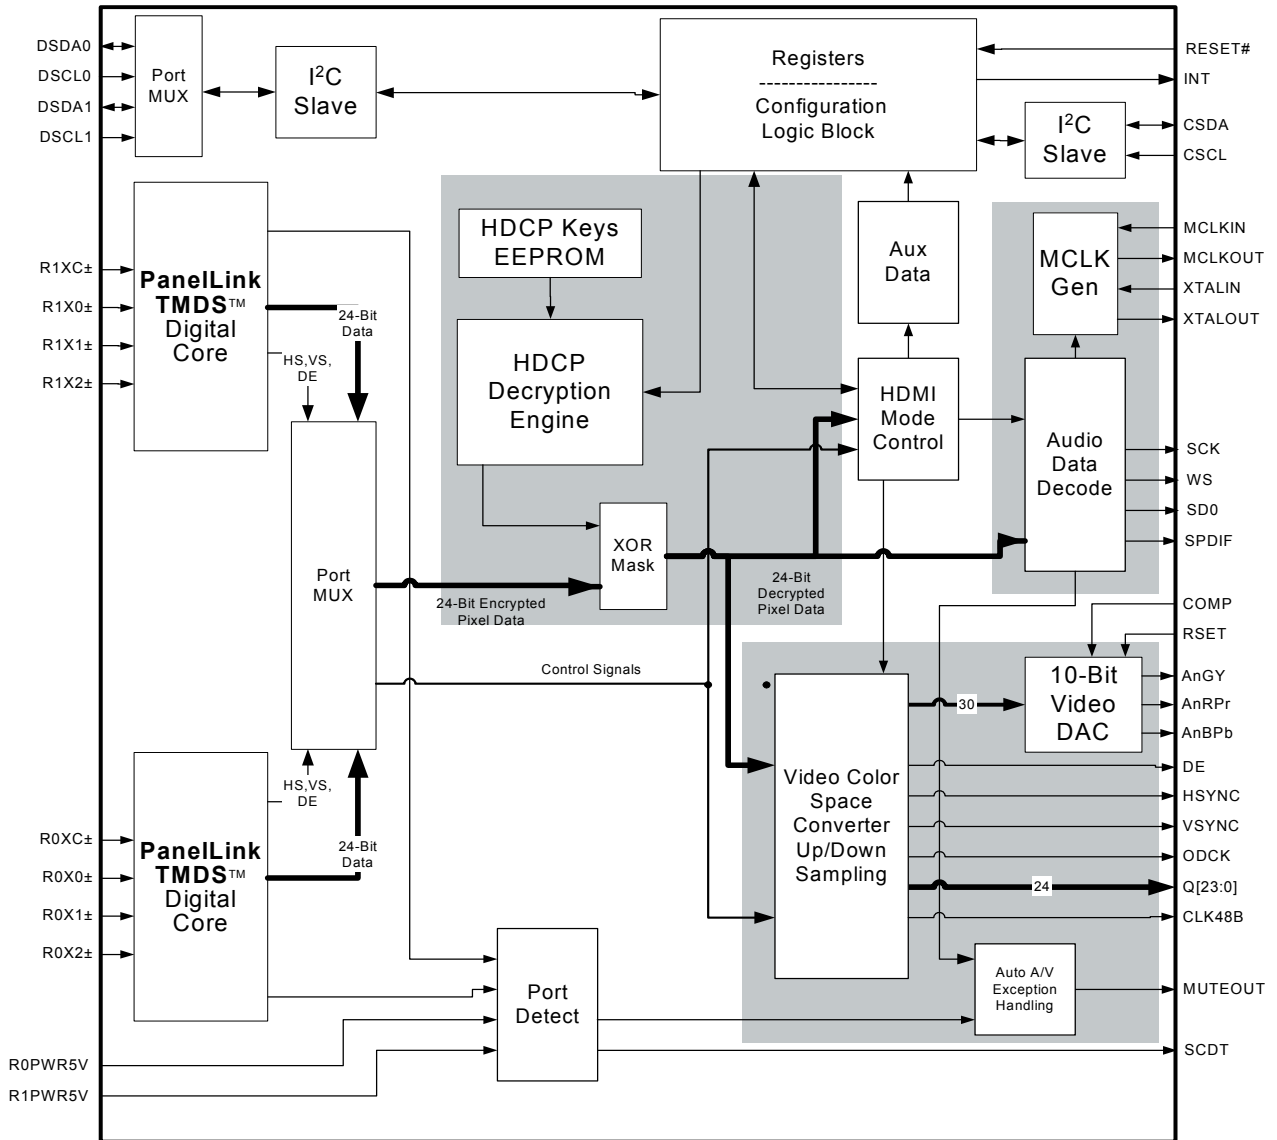 DSDA0
DSCL0
DSDA1
DSCL1
Port
MUX
I²C
Slave
Registers
----------------
Configuration
Logic Block
RESET#
INT
I²C
Slave
CSDA
CSCL
R1XC±
R1X0±
R1X1±
R1X2±
PanelLink
TMDS™
Digital
Core
24-Bit
Data
HS,VS,
DE
HDCP Keys
EEPROM
HDCP
Decryption
Engine
Aux
Data
HDMI
Mode
Control
MCLK
Gen
MCLKIN
MCLKOUT
XTALIN
XTALOUT
Audio
Data
Decode
SCK
WS
SD0
SPDIF
Port
MUX
XOR
Mask
24-Bit Encrypted
Pixel Data
24-Bit
Decrypted
Pixel Data
Control Signals
COMP
RSET
10-Bit
Video
DAC
AnGY
AnRPr
AnBPb
30
Video Color
Space
Converter
Up/Down
Sampling
DE
HSYNC
VSYNC
ODCK
24
Q[23:0]
CLK48B
HS,VS,
DE
24-Bit
Data
R0XC±
R0X0±
R0X1±
R0X2±
PanelLink
TMDS™
Digital
Core
Port
Detect
Auto A/V
Exception
Handling
MUTEOUT
SCDT
R0PWR5V
R1PWR5V